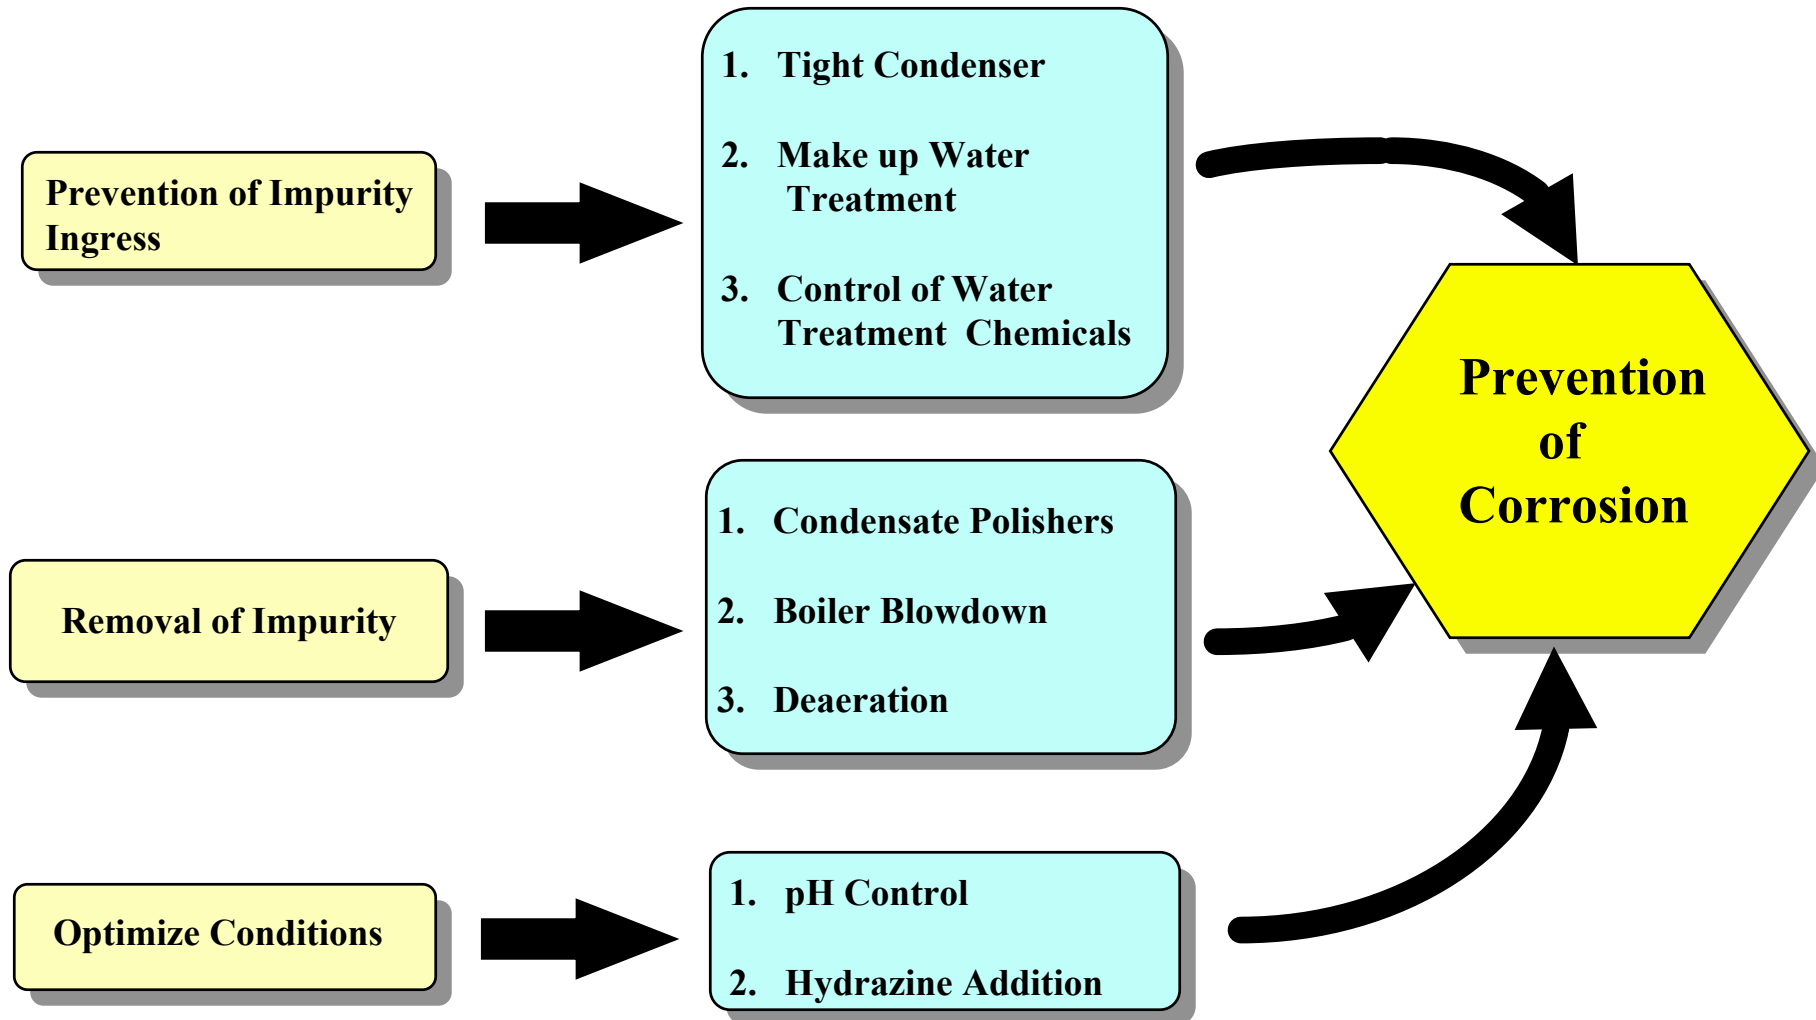 Prevention of Impurity
Ingress
1. Tight Condenser
2. Make up Water
Treatment
3. Control of Water
Treatment Chemicals
Removal of Impurity
1. Condensate Polishers
2. Boiler Blowdown
3. Deaeration
Optimize Conditions
1. pH Control
2. Hydrazine Addition
Prevention
of
Corrosion